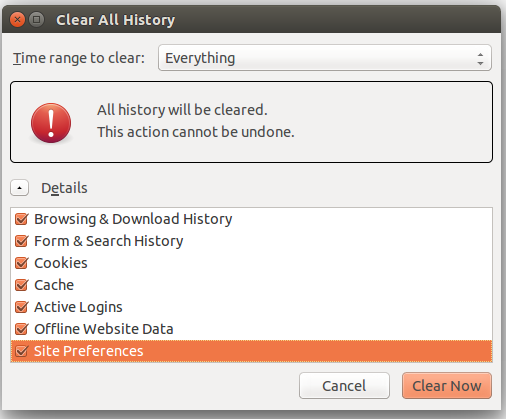 Clear All History
Time range to clear: Everything
All history will be cleared.
This action cannot be undone.
Details
Browsing & Download History
Form & Search History
Cookies
Cache
Active Logins
Offline Website Data
Site Preferences
Cancel Clear Now